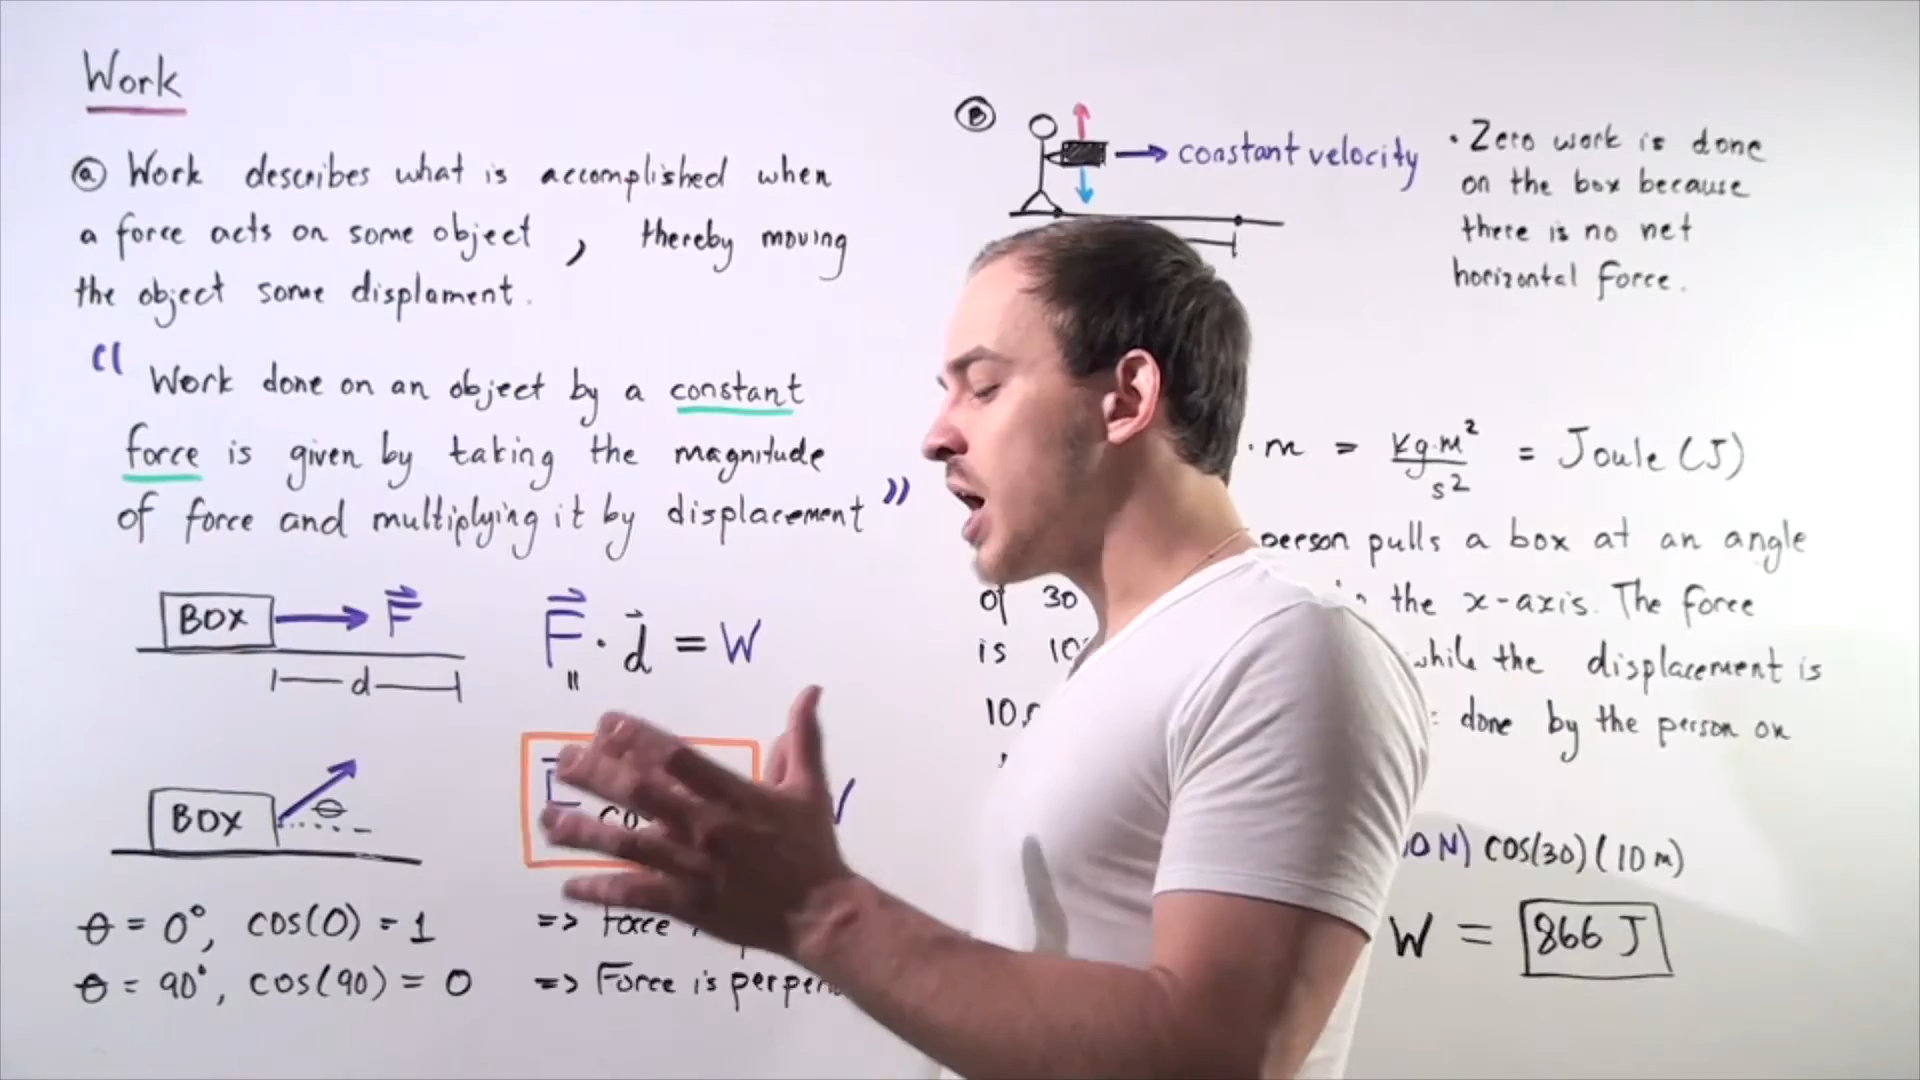 Work
ⓐ Work describes what is accomplished when
a force acts on some object, thereby moving
the object some displament.
“ Work done on an object by a constant
force is given by taking the magnitude
of force and multiplying it by displacement ”
BOX F
d
F · d = W
BOX θ
θ = 0°, cos(0) = 1 => Force
θ = 90°, cos(90) = 0 => Force is
Ⓑ
constant velocity
· Zero work is done
on the box because
there is no net
horizontal force.
· m = kg·m²/s² = Joule (J)
person pulls a box at an angle
of 30 the x-axis. The force
is while the displacement is
done by the person on
N) cos(30) (10 m)
W = 866 J